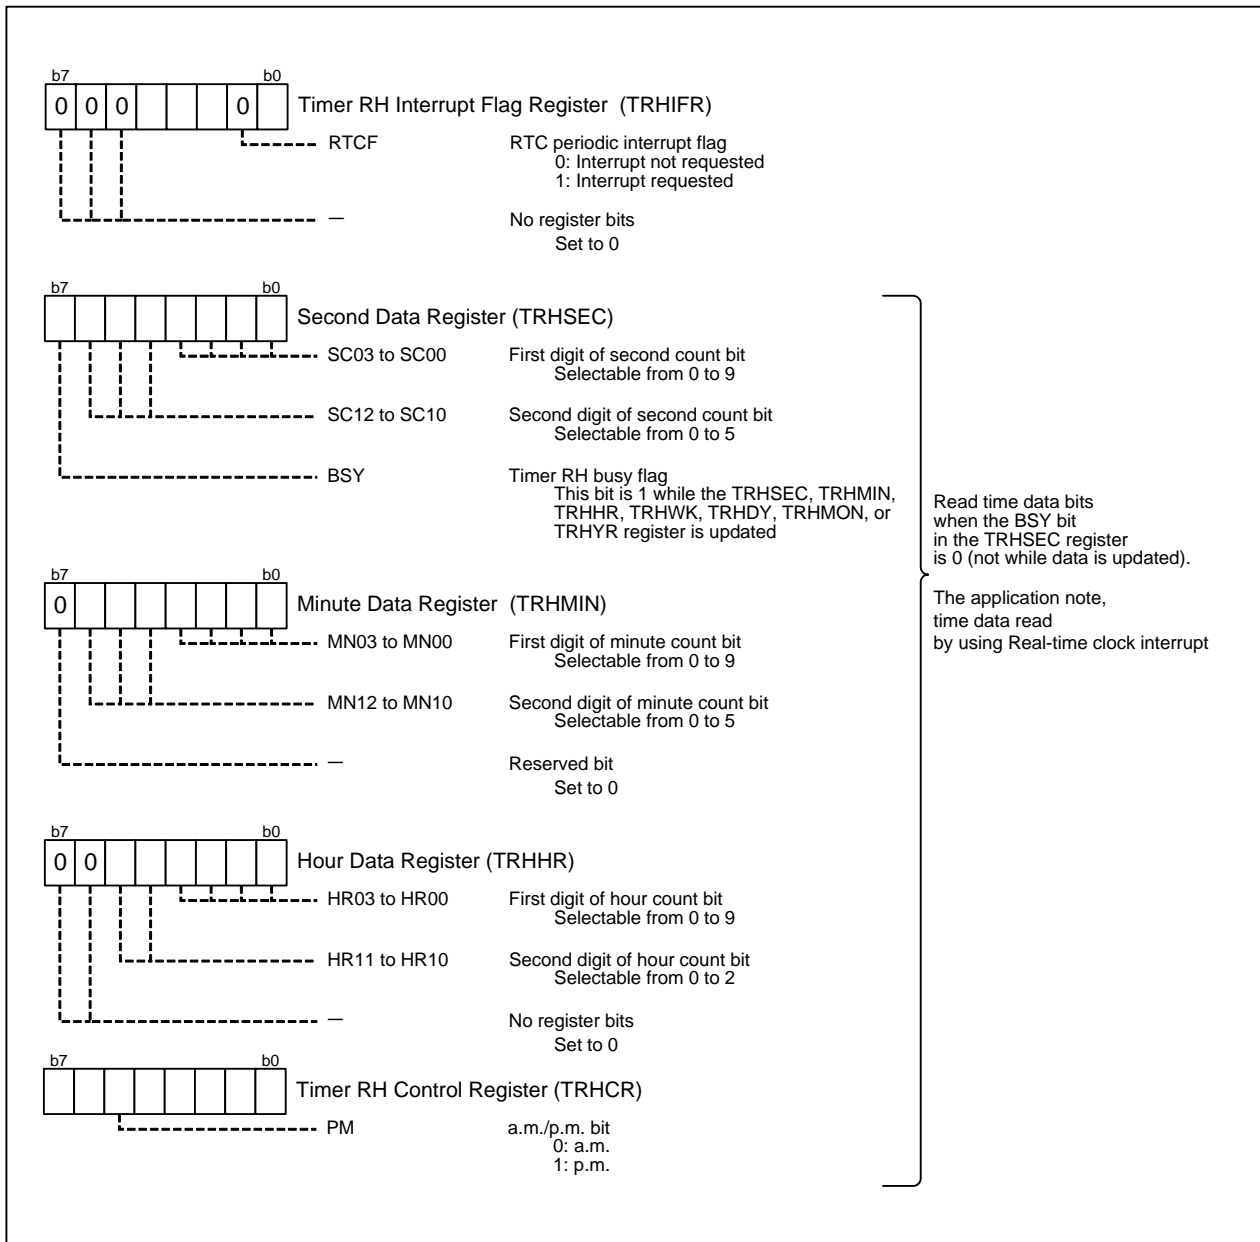 b7 b0
0 0 0 0 Timer RH Interrupt Flag Register (TRHIFR)
RTCF RTC periodic interrupt flag
0: Interrupt not requested
1: Interrupt requested
— No register bits
Set to 0
b7 b0
Second Data Register (TRHSEC)
SC03 to SC00 First digit of second count bit
Selectable from 0 to 9
SC12 to SC10 Second digit of second count bit
Selectable from 0 to 5
BSY Timer RH busy flag
This bit is 1 while the TRHSEC, TRHMIN,
TRHHR, TRHWK, TRHDY, TRHMON, or
TRHYR register is updated
b7 b0
0 Minute Data Register (TRHMIN)
MN03 to MN00 First digit of minute count bit
Selectable from 0 to 9
MN12 to MN10 Second digit of minute count bit
Selectable from 0 to 5
— Reserved bit
Set to 0
b7 b0
0 0 Hour Data Register (TRHHR)
HR03 to HR00 First digit of hour count bit
Selectable from 0 to 9
HR11 to HR10 Second digit of hour count bit
Selectable from 0 to 2
— No register bits
Set to 0
b7 b0
Timer RH Control Register (TRHCR)
PM a.m./p.m. bit
0: a.m.
1: p.m.
Read time data bits
when the BSY bit
in the TRHSEC register
is 0 (not while data is updated).
The application note,
time data read
by using Real-time clock interrupt